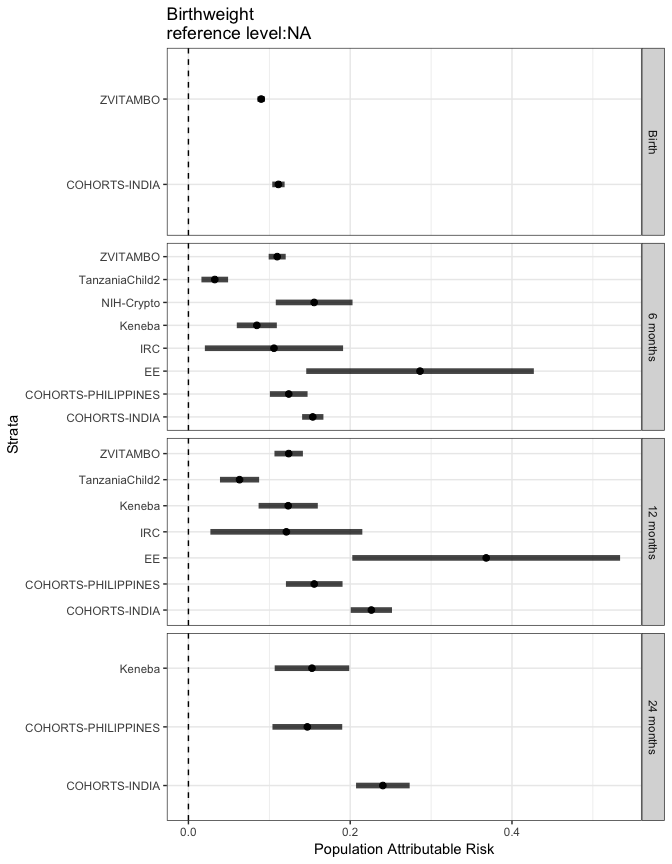 Birthweight
reference level:NA
Strata
ZVITAMBO
COHORTS-INDIA
Birth
ZVITAMBO
TanzaniaChild2
NIH-Crypto
Keneba
IRC
EE
COHORTS-PHILIPPINES
COHORTS-INDIA
6 months
ZVITAMBO
TanzaniaChild2
Keneba
IRC
EE
COHORTS-PHILIPPINES
COHORTS-INDIA
12 months
Keneba
COHORTS-PHILIPPINES
COHORTS-INDIA
24 months
0.0 0.2 0.4
Population Attributable Risk